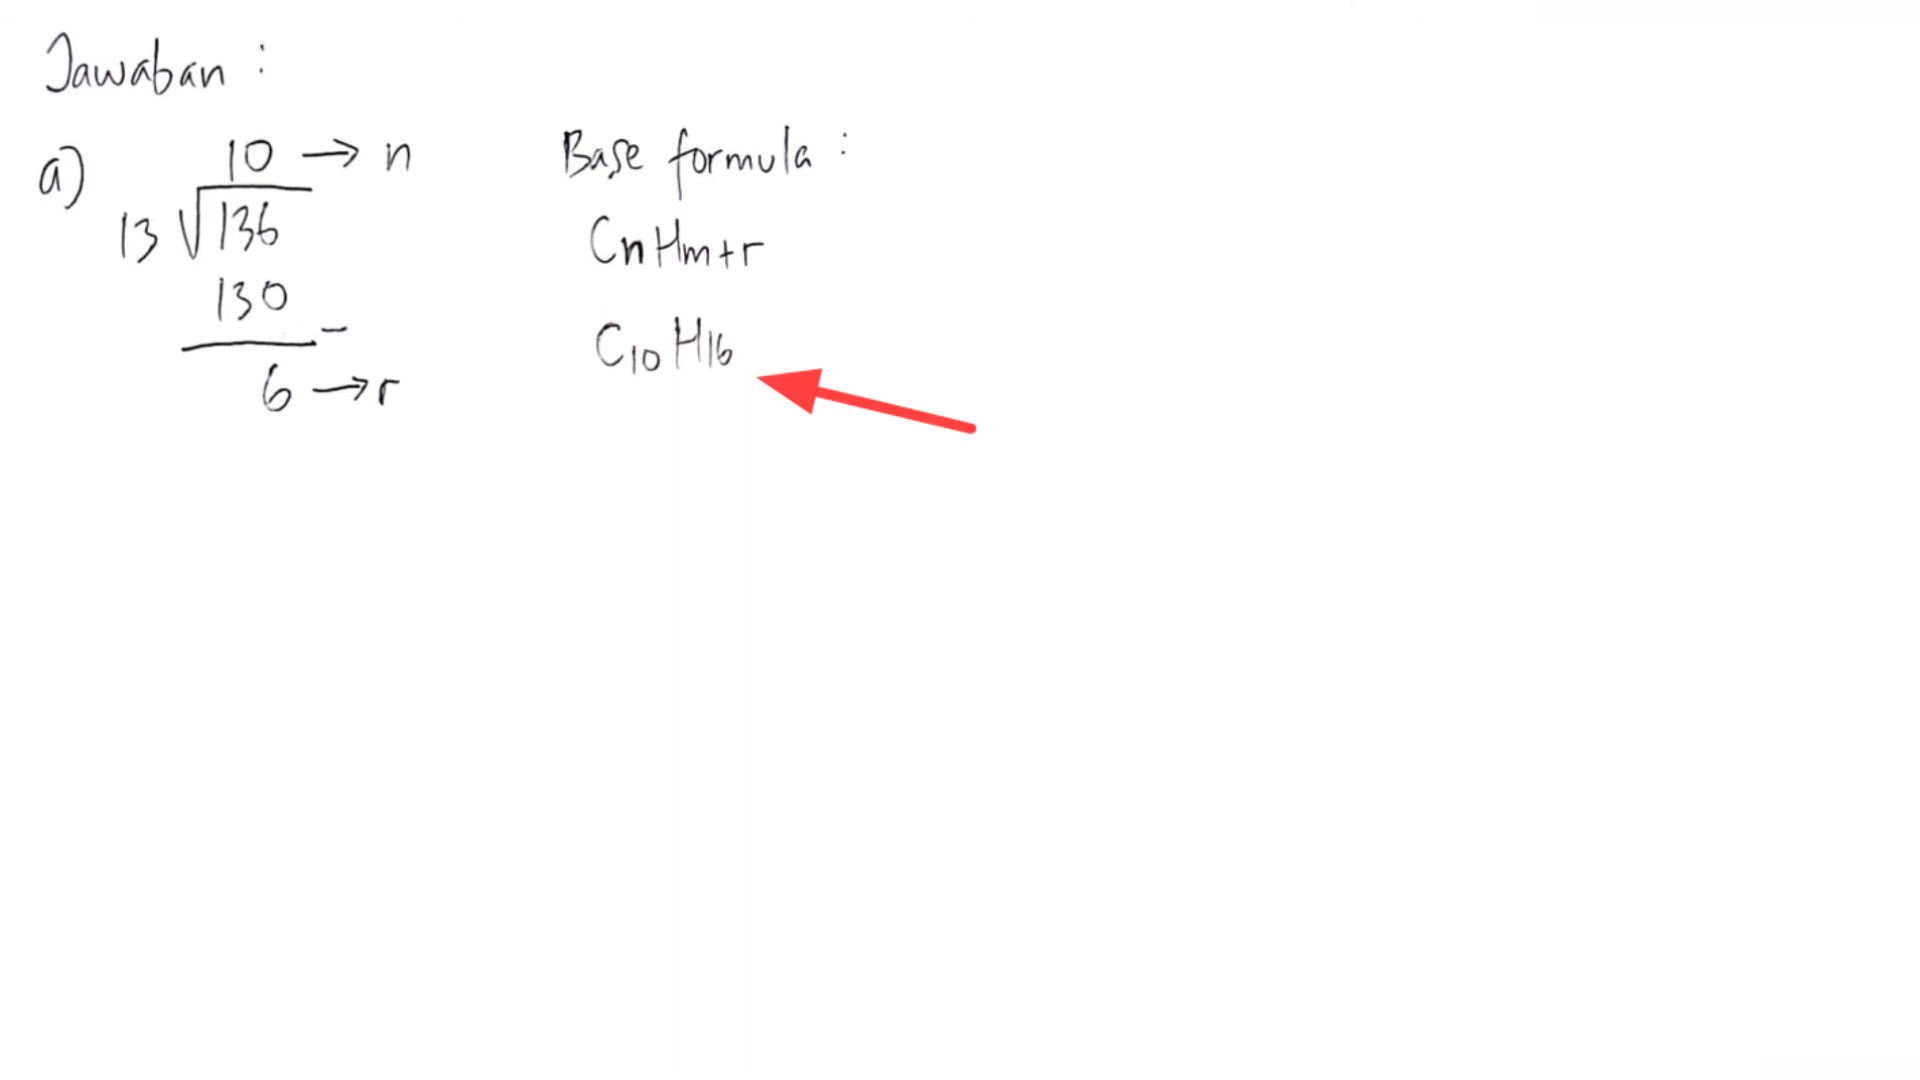 Jawaban :
a)
10 → n
13 √136
130
−
6 → r
Base formula :
CnHm+r
C10H16